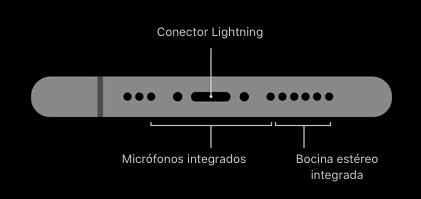 Conector Lightning
Micrófonos integrados
Bocina estéreo
integrada